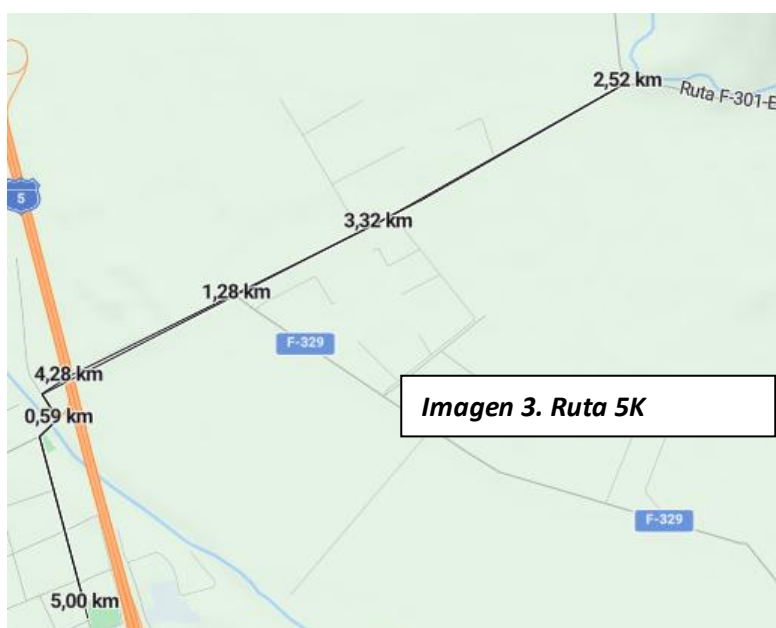 2,52 km
Ruta F-301-E
5
3,32 km
1,28 km
F-329
4,28 km
Imagen 3. Ruta 5K
0,59 km
F-329
5,00 km